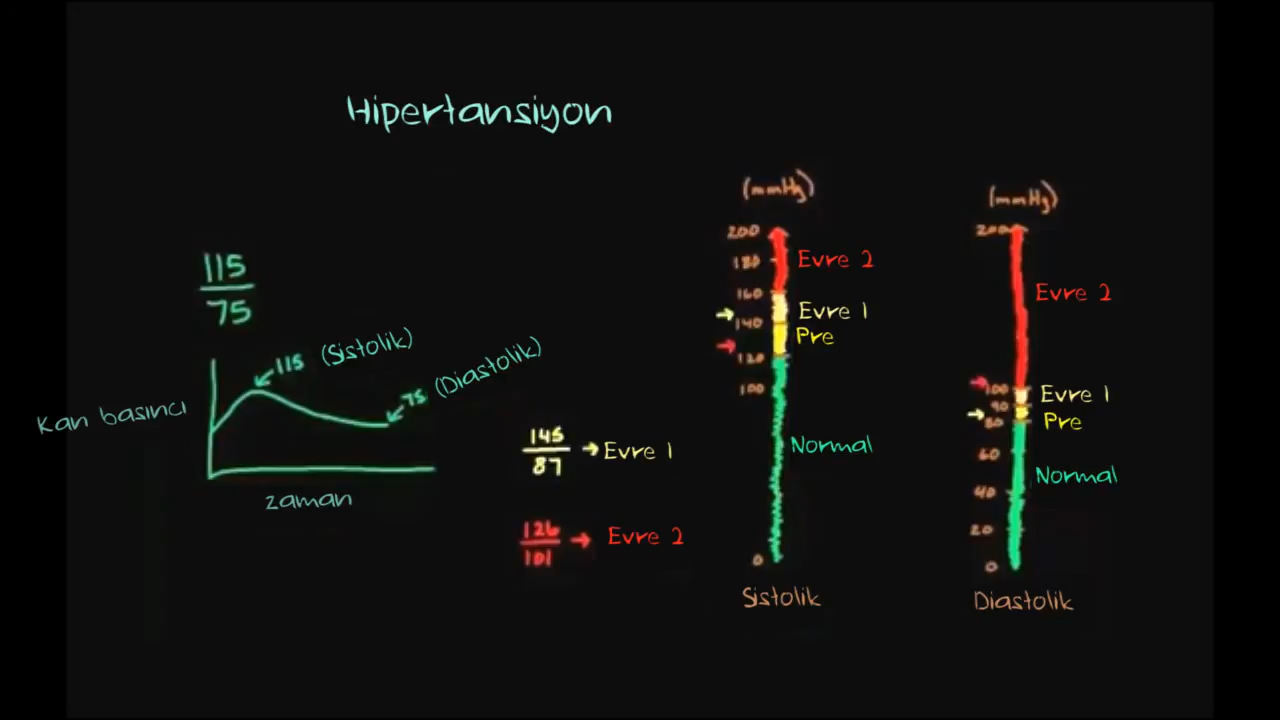 Hipertansiyon
115
75
115 (Sistolik)
75 (Diastolik)
Kan basıncı
zaman
145
87
→ Evre 1
126
101
→ Evre 2
(mmHg)
200
180
160
140
120
100
0
Evre 2
Evre 1
Pre
Normal
Sistolik
(mmHg)
200
100
90
80
60
40
20
0
Evre 2
Evre 1
Pre
Normal
Diastolik